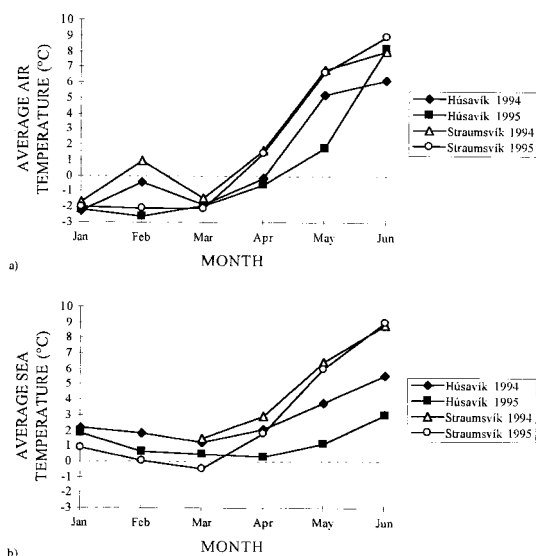 AVERAGE AIR
TEMPERATURE (°C)
10
9
8
7
6
5
4
3
2
1
0
-1
-2
-3
Jan Feb Mar Apr May Jun
MONTH
Húsavík 1994
Húsavík 1995
Straumsvík 1994
Straumsvík 1995
a)
AVERAGE SEA
TEMPERATURE (°C)
10
9
8
7
6
5
4
3
2
1
0
-1
-2
-3
Jan Feb Mar Apr May Jun
MONTH
Húsavík 1994
Húsavík 1995
Straumsvík 1994
Straumsvík 1995
b)